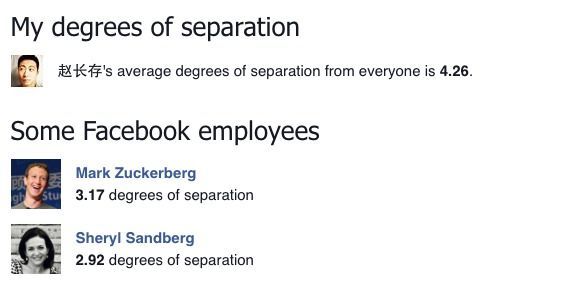 My degrees of separation
赵长存's average degrees of separation from everyone is 4.26.
Some Facebook employees
Mark Zuckerberg
3.17 degrees of separation
Sheryl Sandberg
2.92 degrees of separation